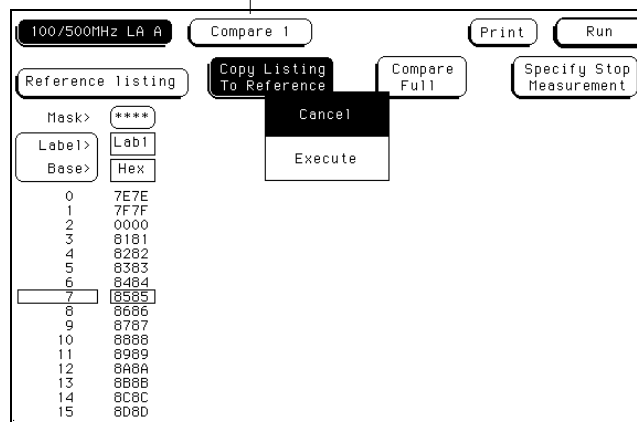 100/500MHz LA A Compare 1 Print Run
Reference listing Copy Listing To Reference Compare Full Specify Stop Measurement
Cancel
Execute
Mask> ****
Label> Lab1
Base> Hex
0 7E7E
1 7F7F
2 0000
3 8181
4 8282
5 8383
6 8484
7 8585
8 8686
9 8787
10 8888
11 8989
12 8A8A
13 8B8B
14 8C8C
15 8D8D